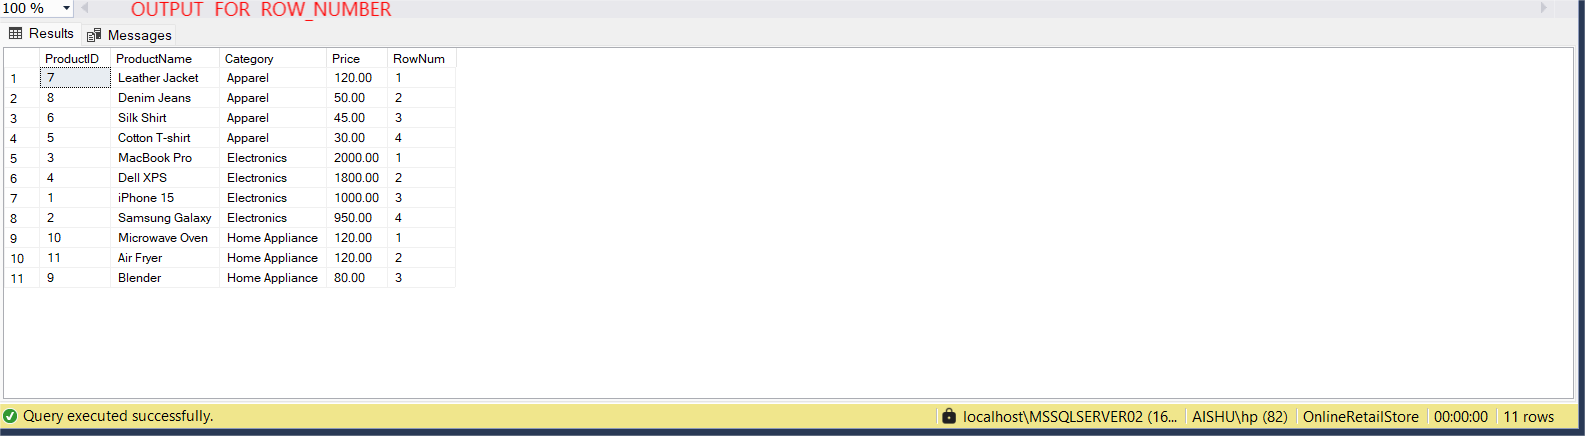 100 % OUTPUT FOR ROW_NUMBER
Results Messages
ProductID ProductName Category Price RowNum
1 7 Leather Jacket Apparel 120.00 1
2 8 Denim Jeans Apparel 50.00 2
3 6 Silk Shirt Apparel 45.00 3
4 5 Cotton T-shirt Apparel 30.00 4
5 3 MacBook Pro Electronics 2000.00 1
6 4 Dell XPS Electronics 1800.00 2
7 1 iPhone 15 Electronics 1000.00 3
8 2 Samsung Galaxy Electronics 950.00 4
9 10 Microwave Oven Home Appliance 120.00 1
10 11 Air Fryer Home Appliance 120.00 2
11 9 Blender Home Appliance 80.00 3
Query executed successfully. localhost\MSSQLSERVER02 (16... AISHU\hp (82) OnlineRetailStore 00:00:00 11 rows